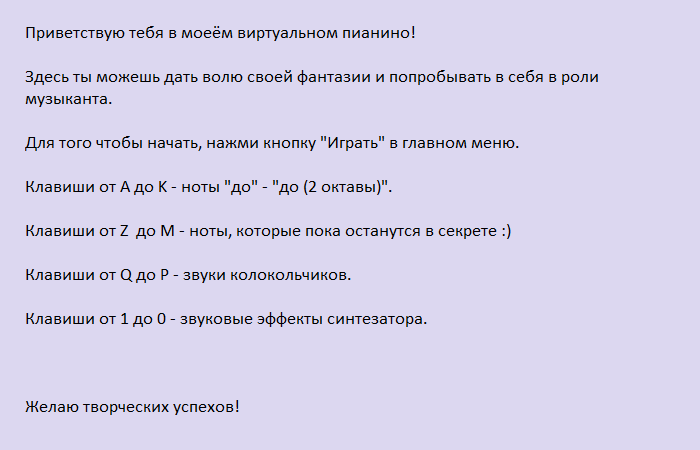 Приветствую тебя в моеём виртуальном пианино!
Здесь ты можешь дать волю своей фантазии и попробывать в себя в роли
музыканта.
Для того чтобы начать, нажми кнопку "Играть" в главном меню.
Клавиши от A до K - ноты "до" - "до (2 октавы)".
Клавиши от Z  до M - ноты, которые пока останутся в секрете :)
Клавиши от Q до P - звуки колокольчиков.
Клавиши от 1 до 0 - звуковые эффекты синтезатора.
Желаю творческих успехов!